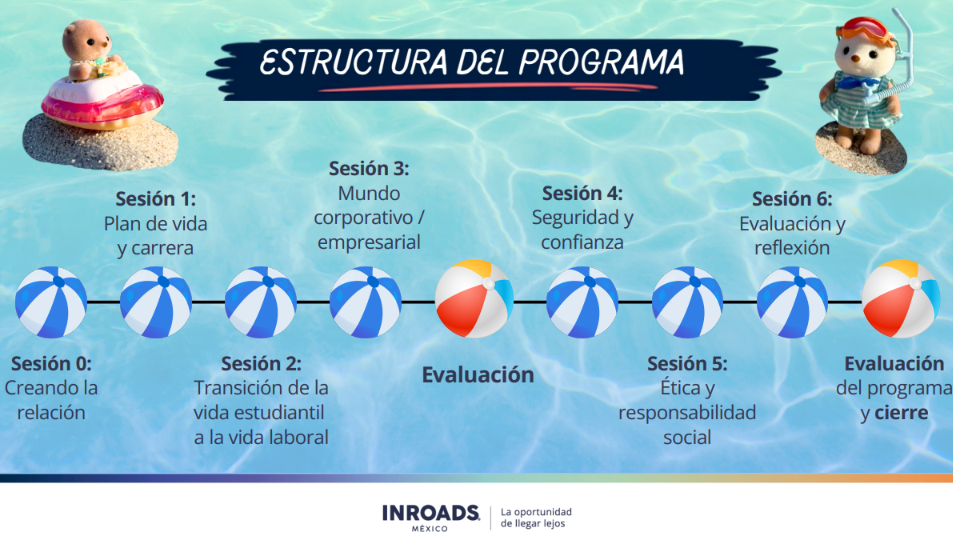 ESTRUCTURA DEL PROGRAMA
Sesión 0:
Creando la
relación
Sesión 1:
Plan de vida
y carrera
Sesión 2:
Transición de la
vida estudiantil
a la vida laboral
Sesión 3:
Mundo
corporativo /
empresarial
Evaluación
Sesión 4:
Seguridad y
confianza
Sesión 5:
Ética y
responsabilidad
social
Sesión 6:
Evaluación y
reflexión
Evaluación
del programa
y cierre
INROADS.
MÉXICO
La oportunidad
de llegar lejos